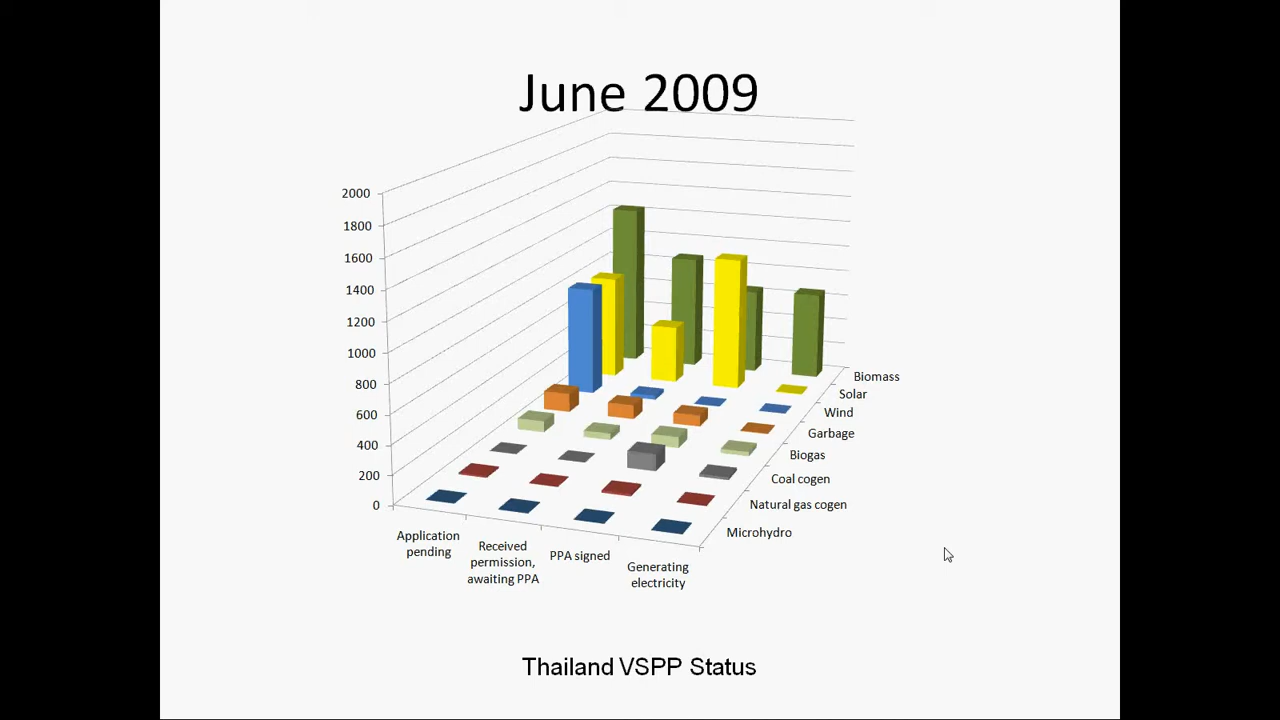 June 2009
2000
1800
1600
1400
1200
1000
800
600
400
200
0
Biomass
Solar
Wind
Garbage
Biogas
Coal cogen
Natural gas cogen
Microhydro
Application
pending
Received
permission,
awaiting PPA
PPA signed
Generating
electricity
Thailand VSPP Status